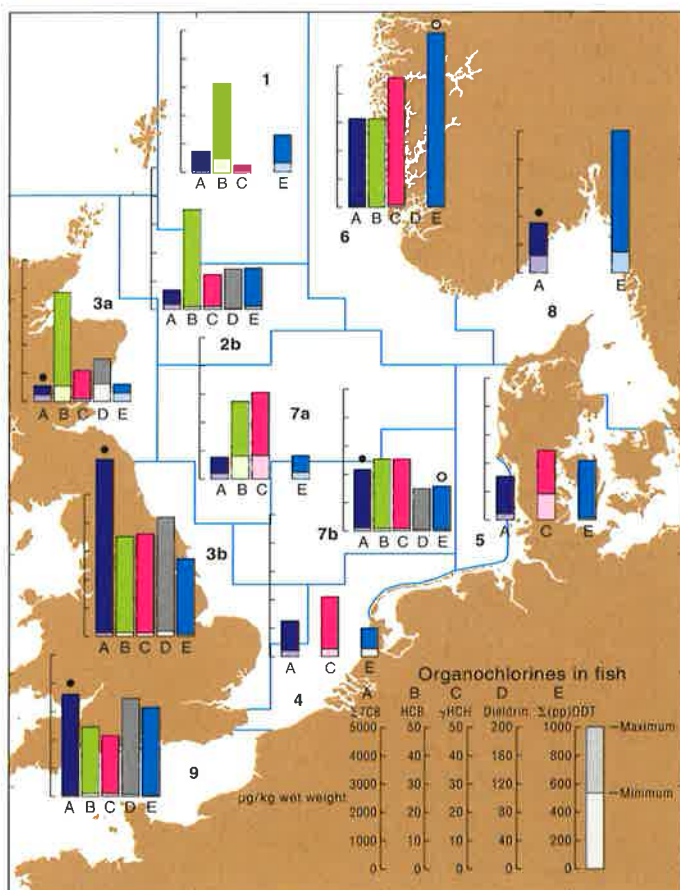 1
A B C E
6
A B C D E
8
A E
3a
A B C D E
2b
A B C D E
7a
A B C E
7b
A B C D E
5
A C E
3b
A B C D E
4
A C E
9
A B C D E
Organochlorines in fish
A B C D E
Σ7CB HCB γHCH Dieldrin Σ(pp)DDT
5000 50 50 200 1000 Maximum
4000 40 40 160 800
3000 30 30 120 600 Minimum
µg/kg wet weight
2000 20 20 80 400
1000 10 10 40 200
0 0 0 0 0